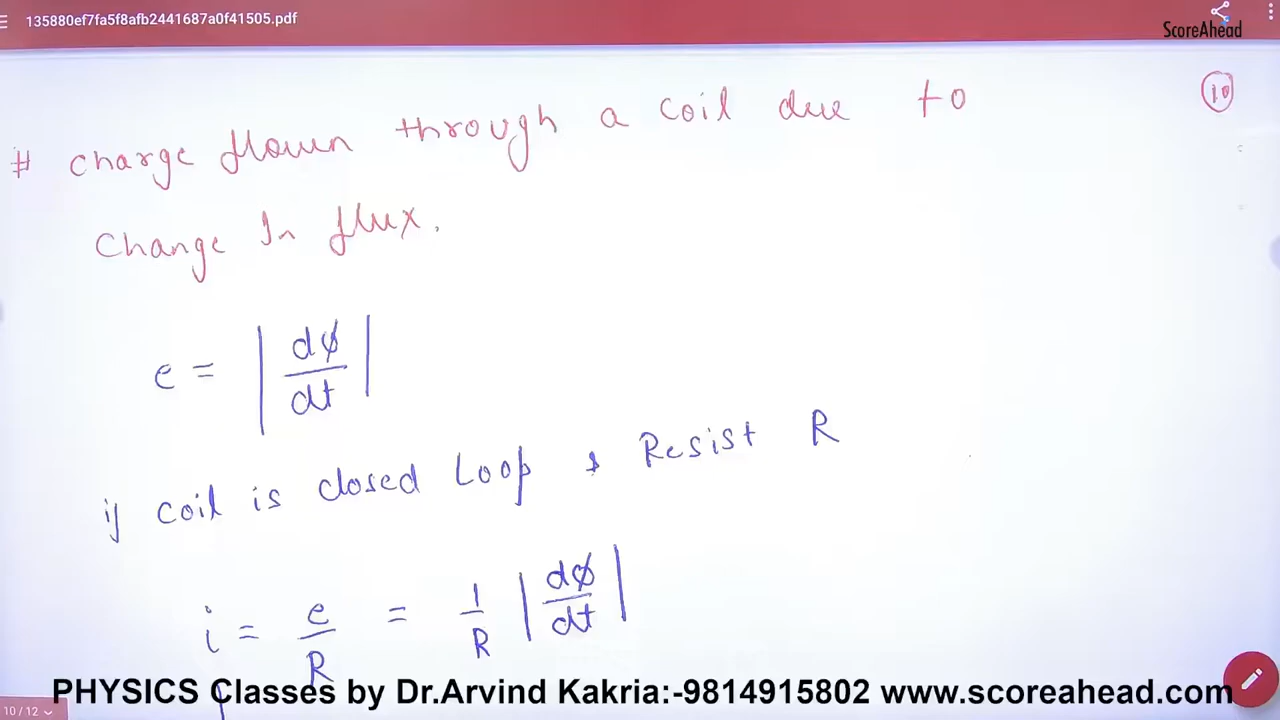 135880ef7fa5f8afb2441687a0f41505.pdf
ScoreAhead
10
# Charge flown through a coil due to
Change In flux.
e = | dφ/dt |
if coil is closed Loop & Resist R
i = e/R = 1/R | dφ/dt |
PHYSICS Classes by Dr.Arvind Kakria:-9814915802 www.scoreahead.com
10 / 12